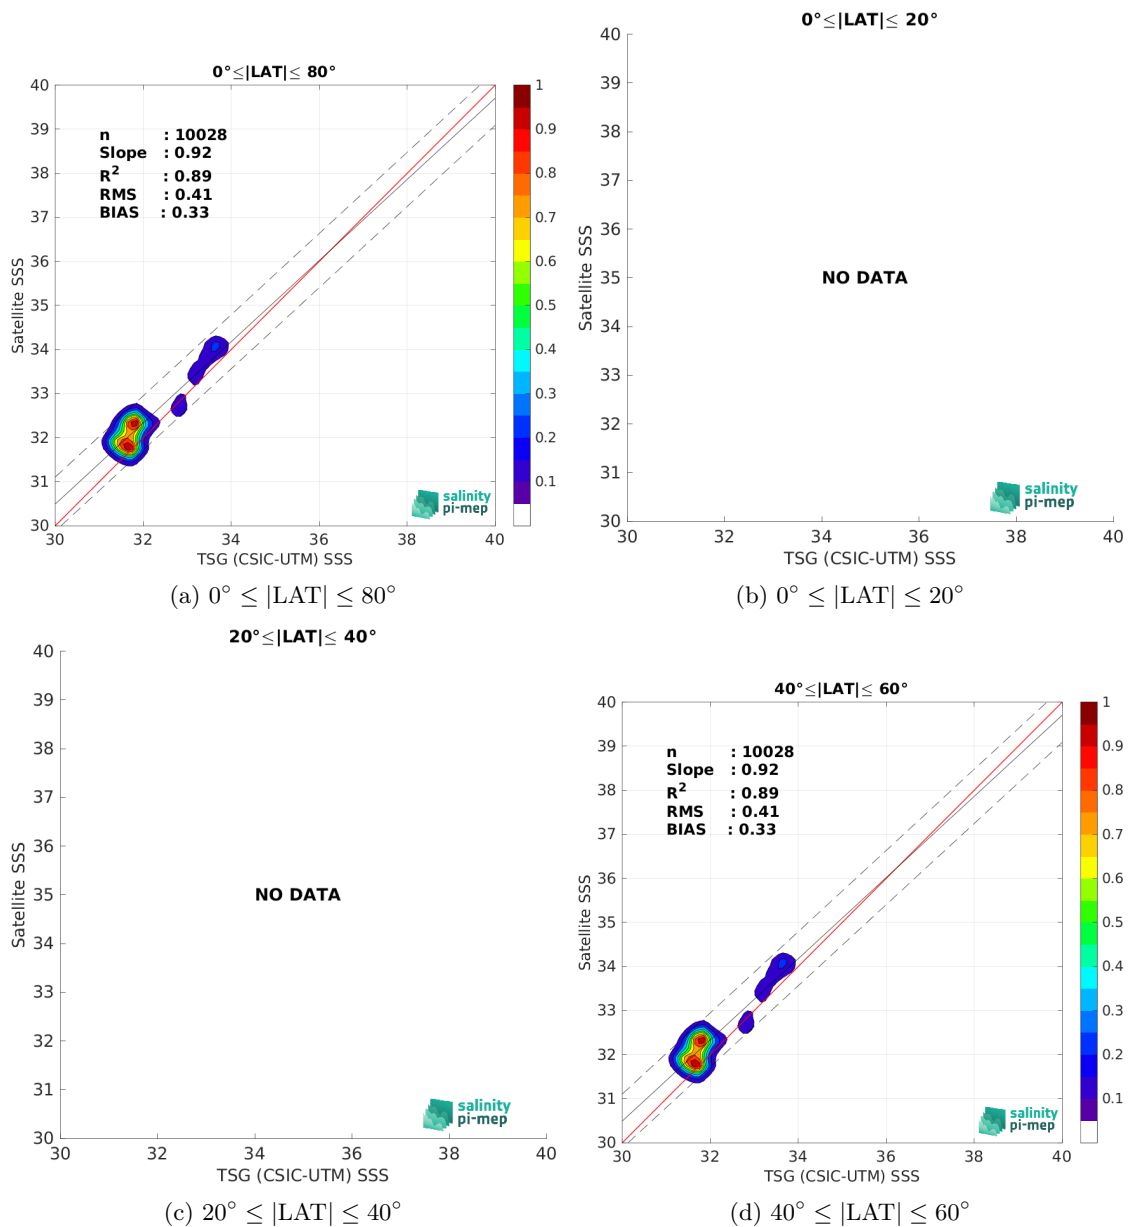 0°≤|LAT|≤ 80°
40
39
38
37
36
35
34
33
32
31
30
30
32
34
36
38
40
Satellite SSS
TSG (CSIC-UTM) SSS
n : 10028
Slope : 0.92
R² : 0.89
RMS : 0.41
BIAS : 0.33
1
0.9
0.8
0.7
0.6
0.5
0.4
0.3
0.2
0.1
salinity
pi-mep
(a) 0° ≤ |LAT| ≤ 80°
0°≤|LAT|≤ 20°
40
39
38
37
36
35
34
33
32
31
30
30
32
34
36
38
40
Satellite SSS
TSG (CSIC-UTM) SSS
NO DATA
salinity
pi-mep
(b) 0° ≤ |LAT| ≤ 20°
20°≤|LAT|≤ 40°
40
39
38
37
36
35
34
33
32
31
30
30
32
34
36
38
40
Satellite SSS
TSG (CSIC-UTM) SSS
NO DATA
salinity
pi-mep
(c) 20° ≤ |LAT| ≤ 40°
40°≤|LAT|≤ 60°
40
39
38
37
36
35
34
33
32
31
30
30
32
34
36
38
40
Satellite SSS
TSG (CSIC-UTM) SSS
n : 10028
Slope : 0.92
R² : 0.89
RMS : 0.41
BIAS : 0.33
1
0.9
0.8
0.7
0.6
0.5
0.4
0.3
0.2
0.1
salinity
pi-mep
(d) 40° ≤ |LAT| ≤ 60°